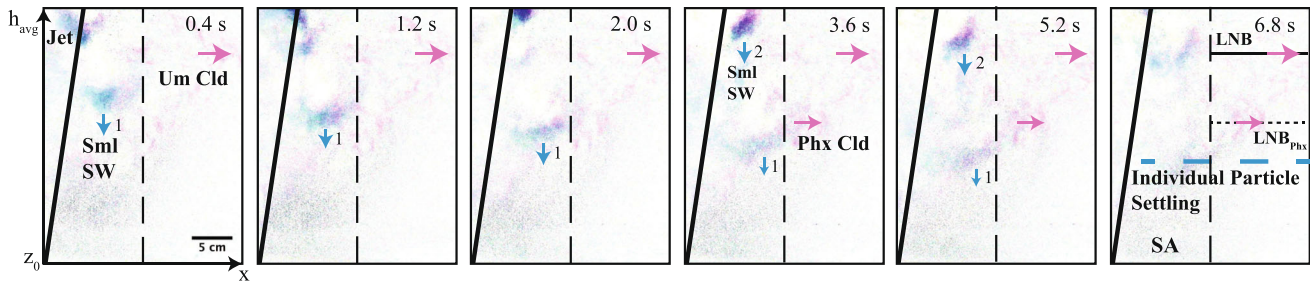 h_avg
Jet
0.4 s
Um Cld
1
Sml
SW
5 cm
z_0
x
1.2 s
1
2.0 s
1
3.6 s
2
Sml
SW
Phx Cld
1
5.2 s
2
1
6.8 s
LNB
LNB_Phx
Individual Particle
Settling
SA